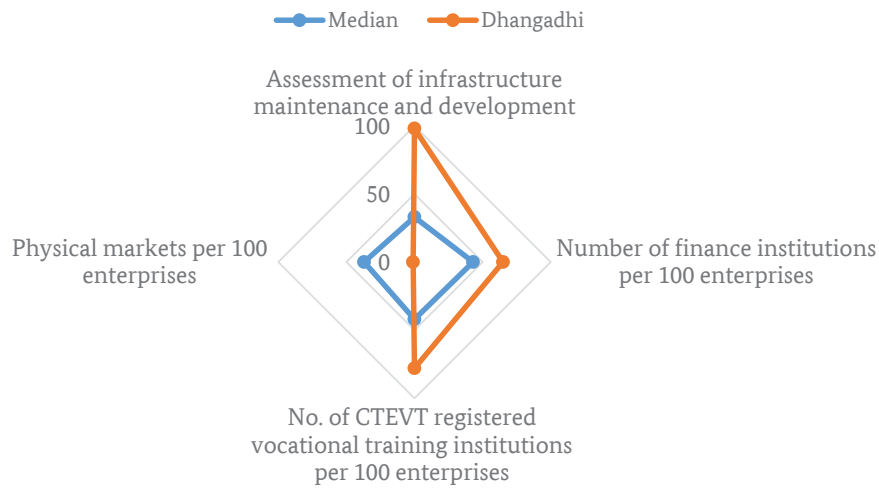 Median Dhangadhi
Assessment of infrastructure
maintenance and development
100
50
0
Physical markets per 100
enterprises
Number of finance institutions
per 100 enterprises
No. of CTEVT registered
vocational training institutions
per 100 enterprises